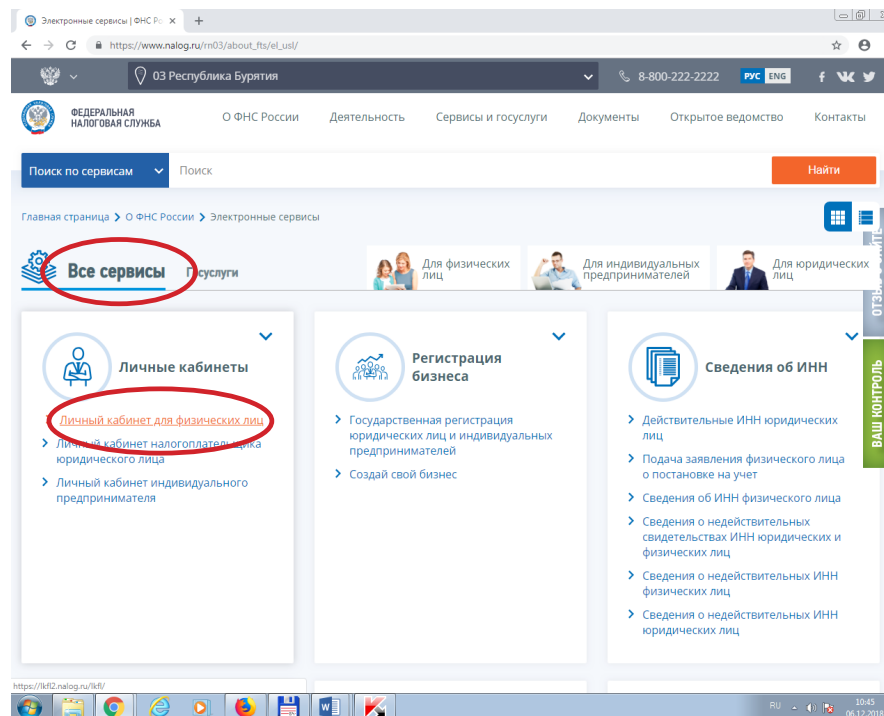 Электронные сервисы | ФНС Ро
https://www.nalog.ru/rn03/about_fts/el_usl/
03 Республика Бурятия
8-800-222-2222
РУС ENG
ФЕДЕРАЛЬНАЯ
НАЛОГОВАЯ СЛУЖБА
О ФНС России
Деятельность
Сервисы и госуслуги
Документы
Открытое ведомство
Контакты
Поиск по сервисам
Поиск
Найти
Главная страница > О ФНС России > Электронные сервисы
Все сервисы
Госуслуги
Для физических
лиц
Для индивидуальных
предпринимателей
Для юридических
лиц
ВАШ КОНТРОЛЬ
Личные кабинеты
Личный кабинет для физических лиц
Личный кабинет налогоплательщика
юридического лица
Личный кабинет индивидуального
предпринимателя
Регистрация
бизнеса
Государственная регистрация
юридических лиц и индивидуальных
предпринимателей
Создай свой бизнес
Сведения об ИНН
Действительные ИНН юридических
лиц
Подача заявления физического лица
о постановке на учет
Сведения об ИНН физического лица
Сведения о недействительных
свидетельствах ИНН юридических и
физических лиц
Сведения о недействительных ИНН
физических лиц
Сведения о недействительных ИНН
юридических лиц
https://lkfl2.nalog.ru/lkfl/
RU
10:45
06.12.2018